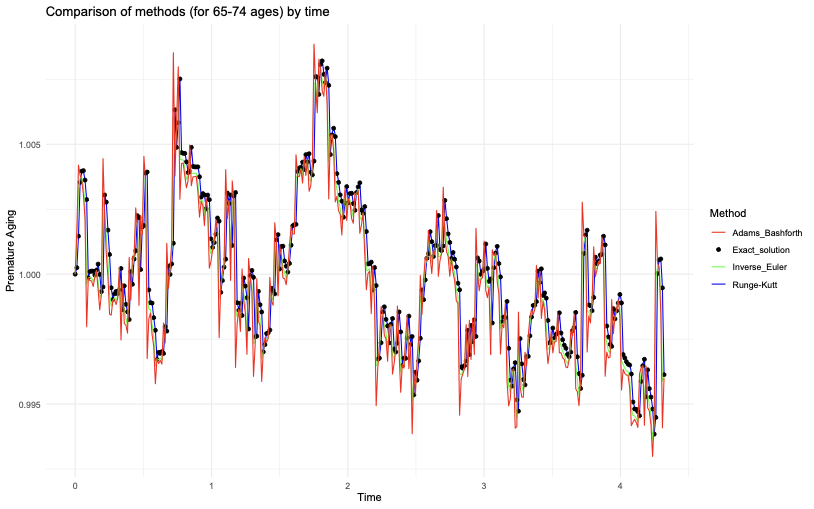 Comparison of methods (for 65-74 ages) by time
Premature Aging
1.005
1.000
0.995
0
1
2
3
4
Time
Method
Adams_Bashforth
Exact_solution
Inverse_Euler
Runge-Kutt